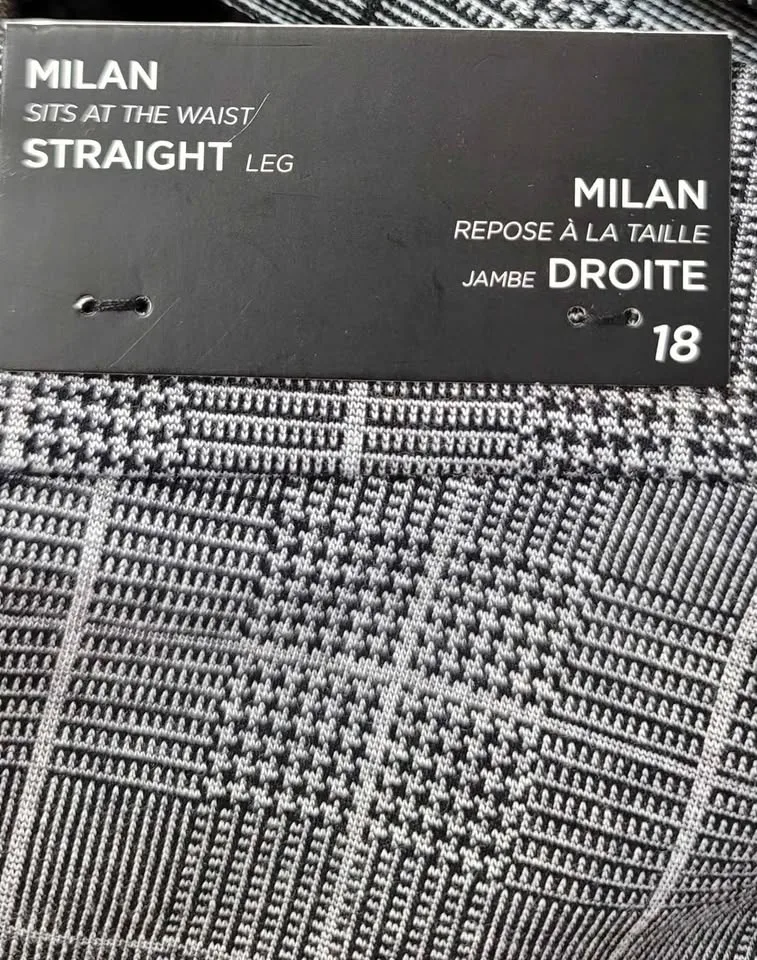 MILAN
SITS AT THE WAIST
STRAIGHT LEG
MILAN
REPOSE À LA TAILLE
JAMBE DROITE
18